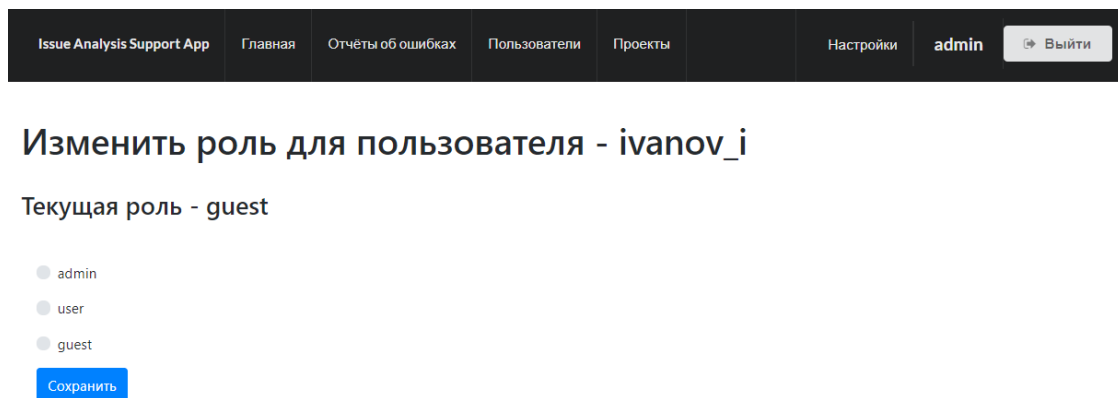 Issue Analysis Support App Главная Отчёты об ошибках Пользователи Проекты Настройки admin Выйти
Изменить роль для пользователя - ivanov_i
Текущая роль - guest
admin
user
guest
Сохранить